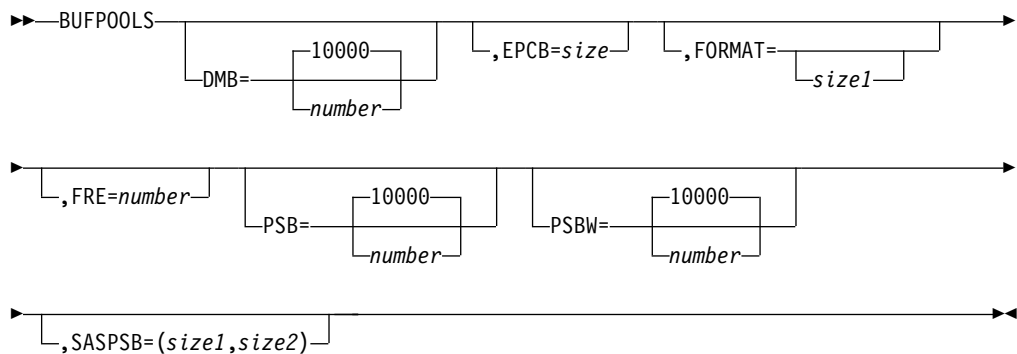 BUFPOOLS
DMB= 10000 number
,EPCB=size
,FORMAT= size1
,FRE=number
PSB= 10000 number
PSBW= 10000 number
,SASPSB=(size1,size2)